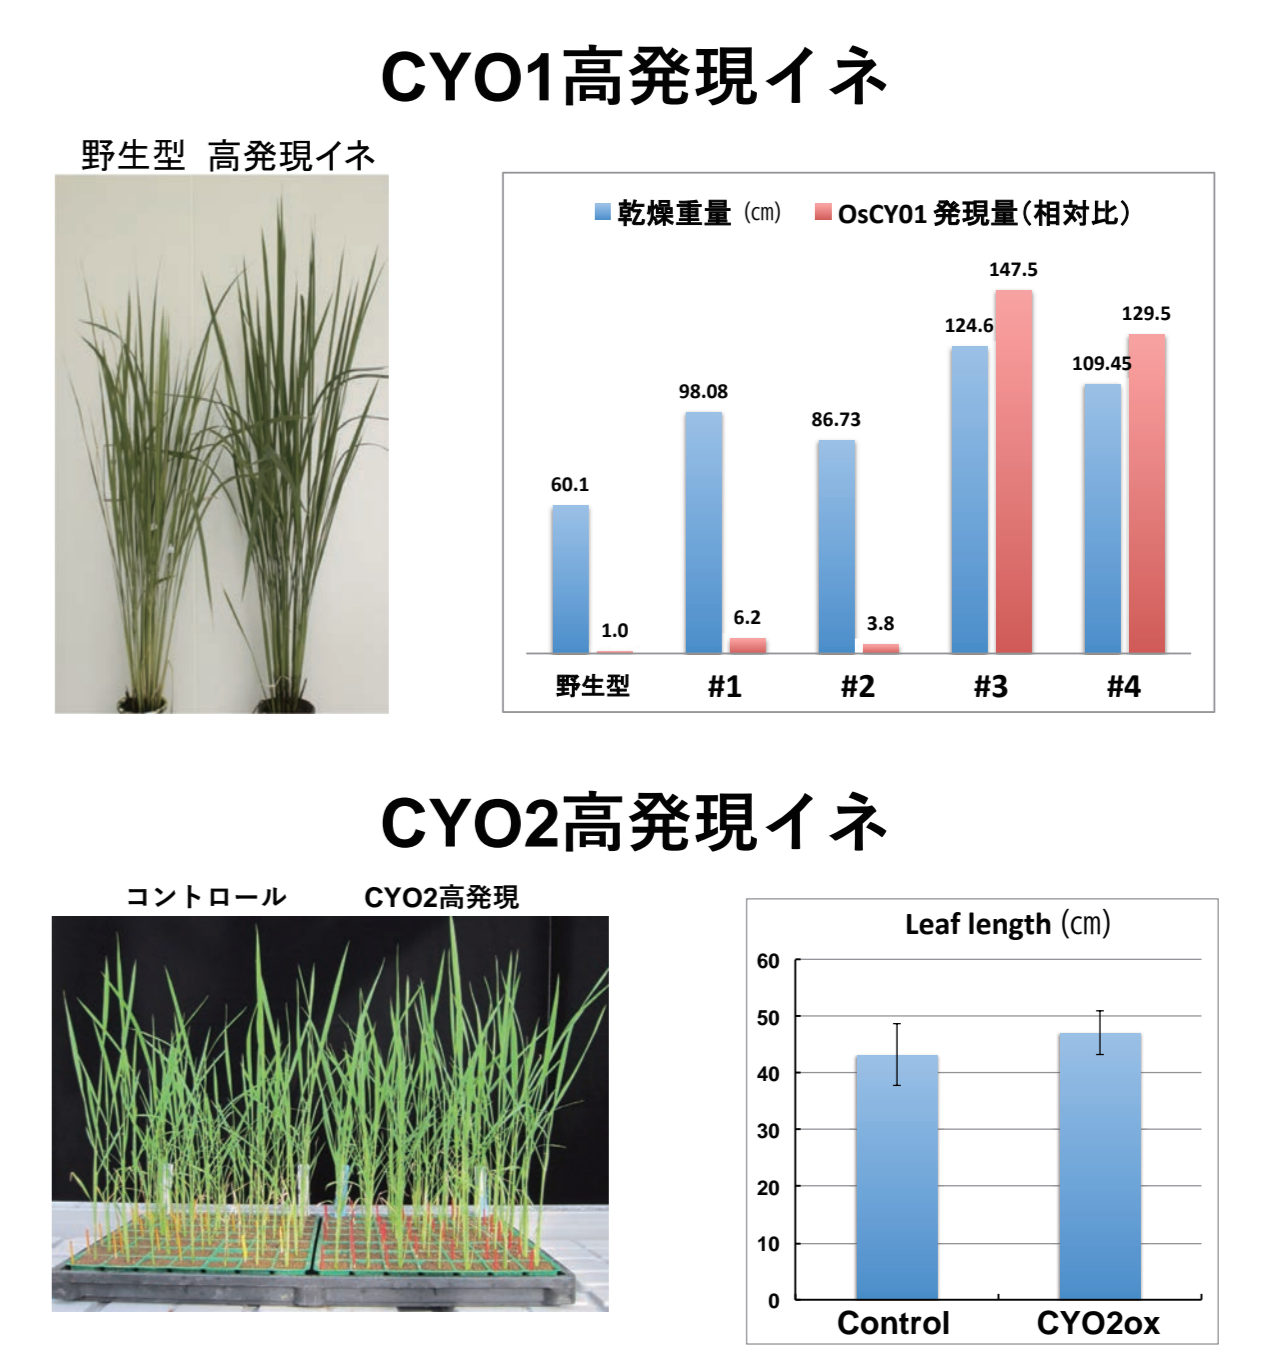 CYO1高発現イネ
野生型 高発現イネ
乾燥重量 (㎝) OsCY01 発現量(相対比)
147.5
129.5
124.6
109.45
98.08
86.73
60.1
6.2
3.8
1.0
野生型 #1 #2 #3 #4
CYO2高発現イネ
コントロール CYO2高発現
Leaf length (㎝)
60
50
40
30
20
10
0
Control CYO2ox